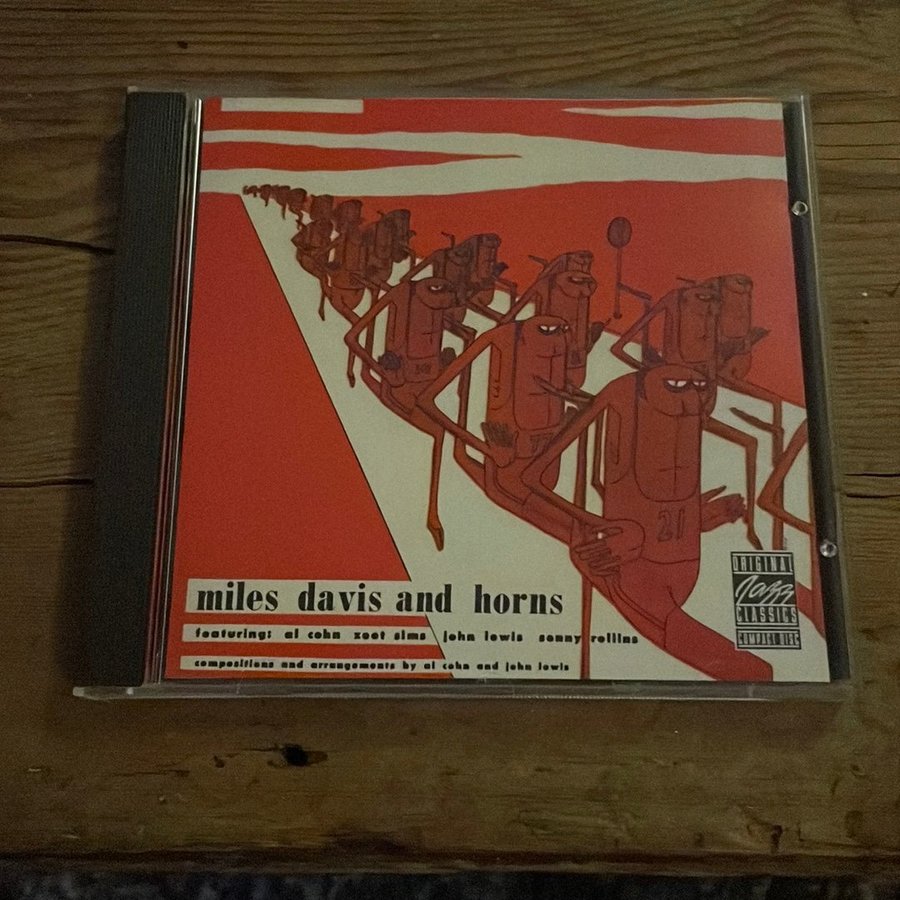 miles davis and horns
featuring: al cohn zoot sims john lewis sonny rollins
compositions and arrangements by al cohn and john lewis
21
ORIGINAL
Jazz
CLASSICS
COMPACT DISC